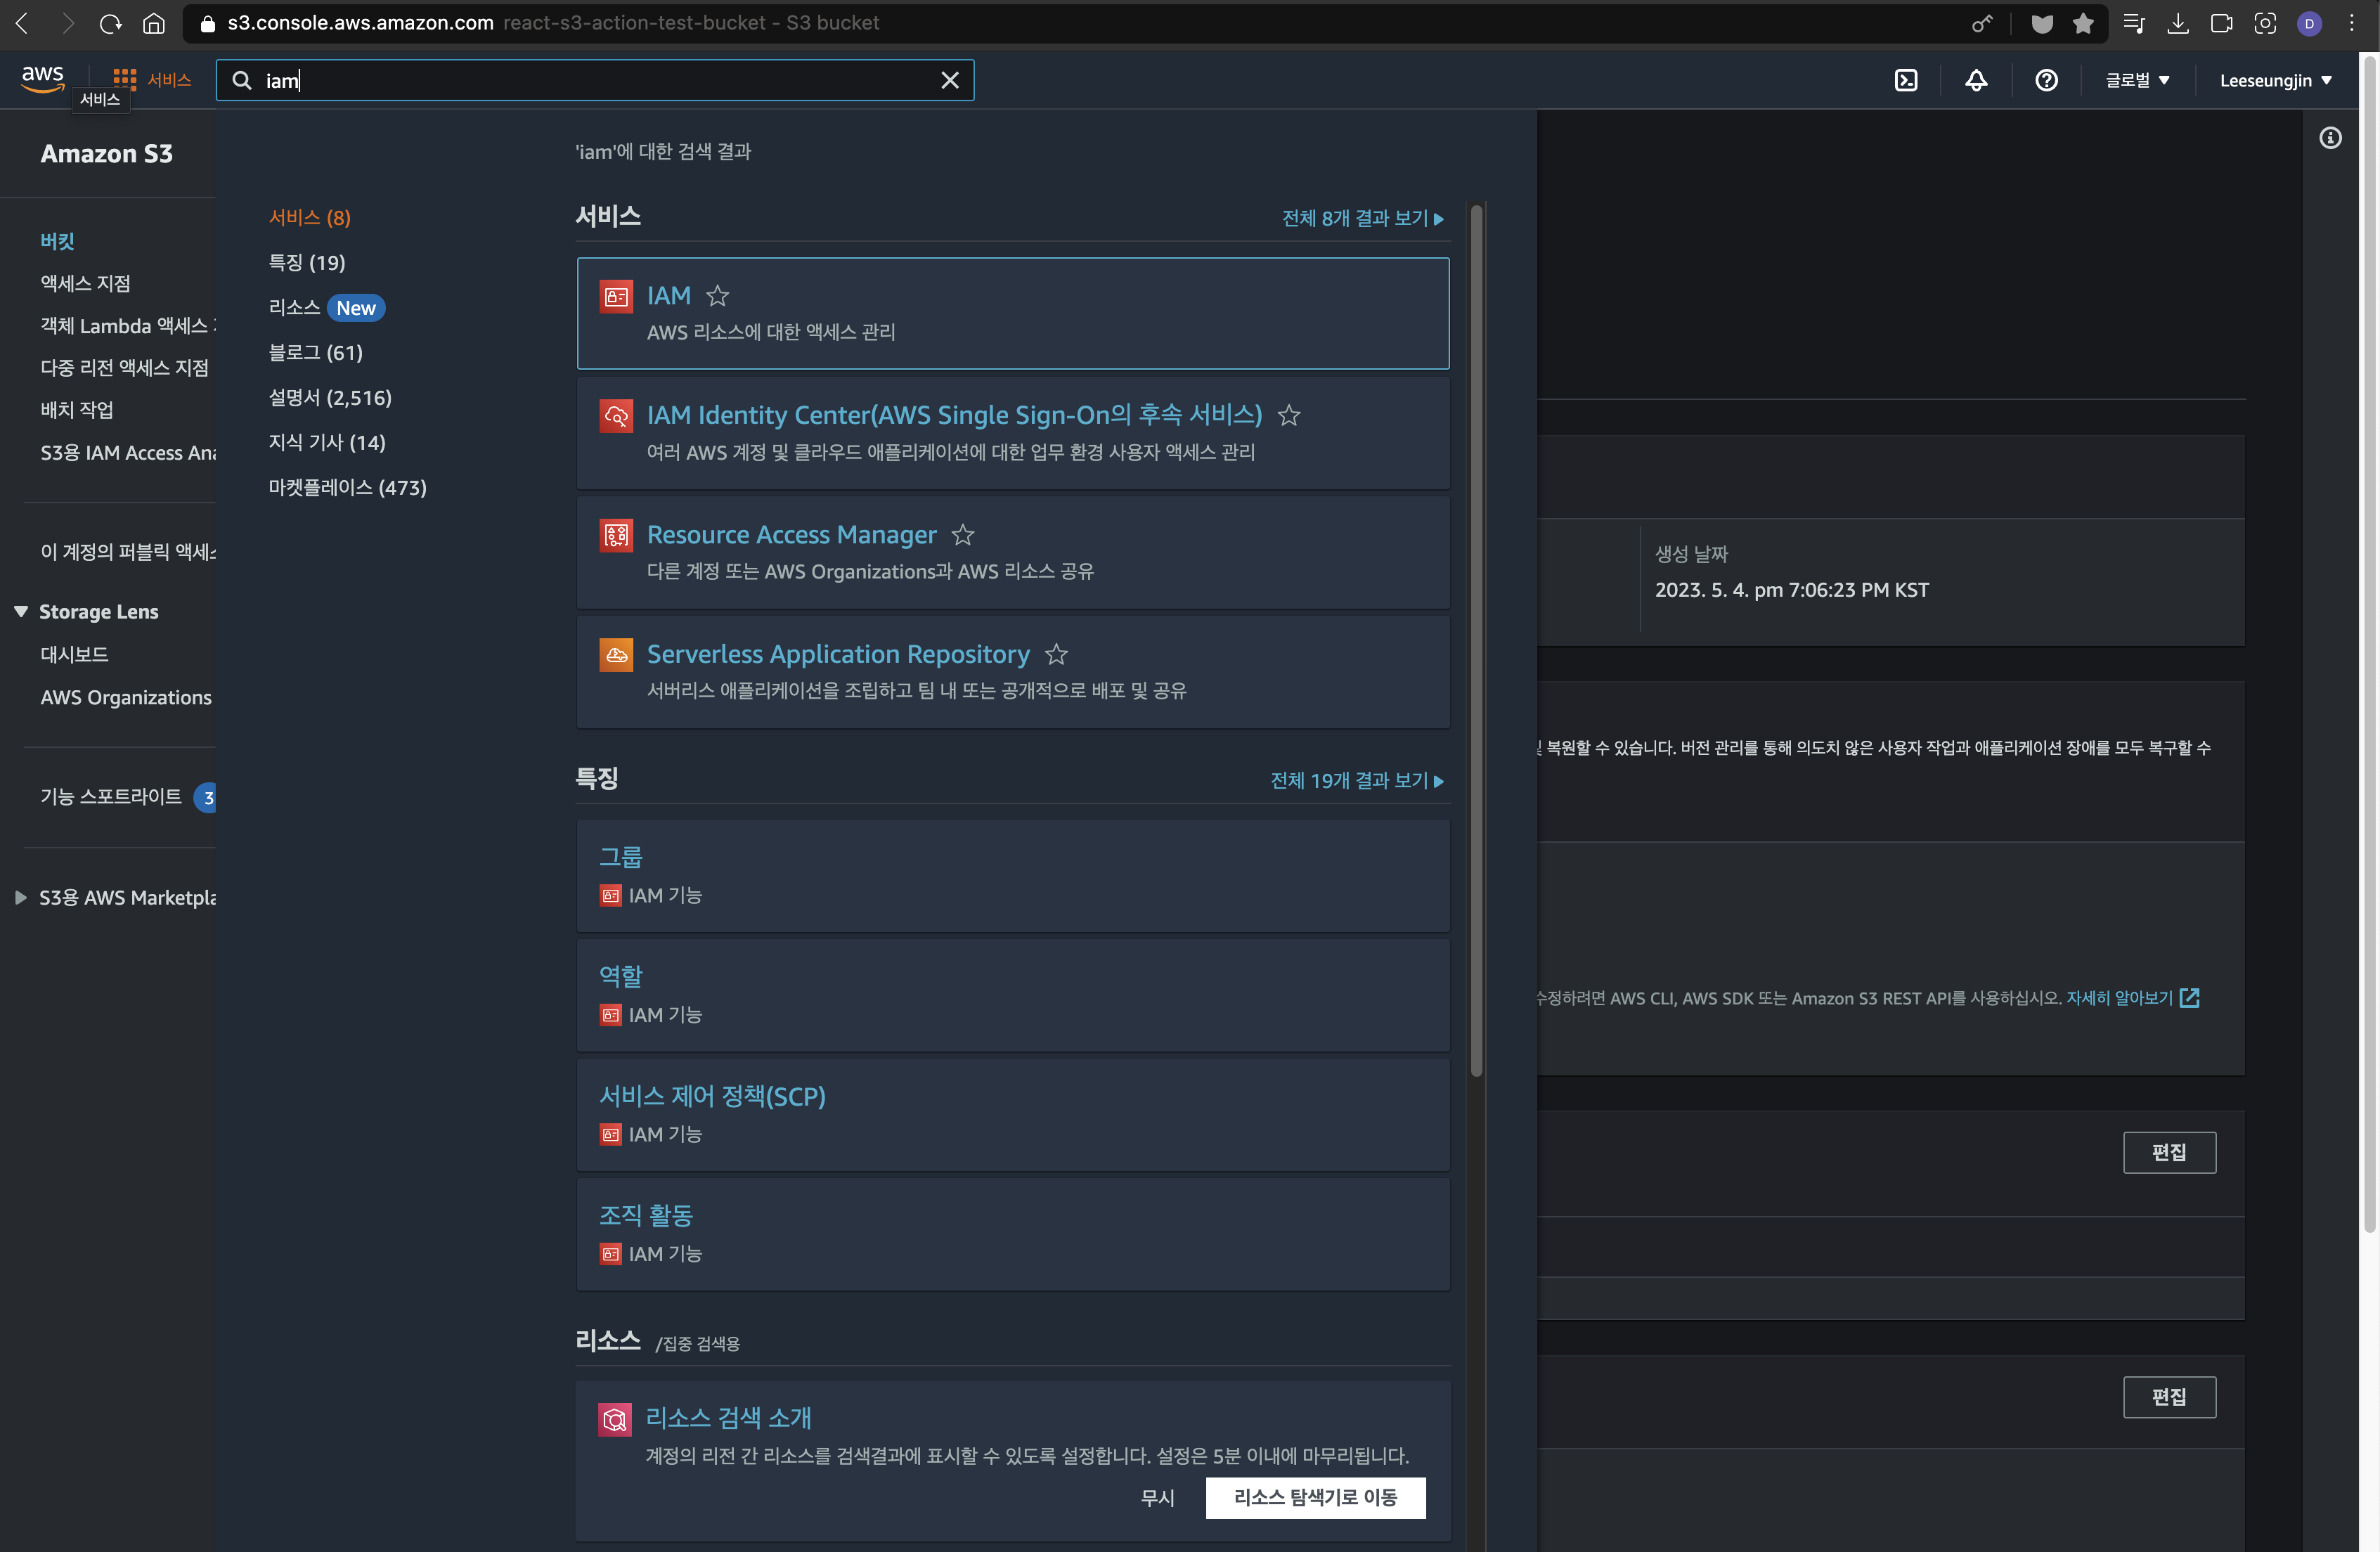 s3.console.aws.amazon.com react-s3-action-test-bucket - S3 bucket
D
aws 서비스 iam 글로벌 Leeseungjin
서비스
Amazon S3
버킷
액세스 지점
객체 Lambda 액세스
다중 리전 액세스 지점
배치 작업
S3용 IAM Access Ana
이 계정의 퍼블릭 액세스
Storage Lens
대시보드
AWS Organizations
기능 스포트라이트 3
S3용 AWS Marketpla
'iam'에 대한 검색 결과
서비스 (8)
특징 (19)
리소스 New
블로그 (61)
설명서 (2,516)
지식 기사 (14)
마켓플레이스 (473)
서비스 전체 8개 결과 보기
IAM
AWS 리소스에 대한 액세스 관리
IAM Identity Center(AWS Single Sign-On의 후속 서비스)
여러 AWS 계정 및 클라우드 애플리케이션에 대한 업무 환경 사용자 액세스 관리
Resource Access Manager
다른 계정 또는 AWS Organizations과 AWS 리소스 공유
Serverless Application Repository
서버리스 애플리케이션을 조립하고 팀 내 또는 공개적으로 배포 및 공유
특징 전체 19개 결과 보기
그룹
IAM 기능
역할
IAM 기능
서비스 제어 정책(SCP)
IAM 기능
조직 활동
IAM 기능
리소스 /집중 검색용
리소스 검색 소개
계정의 리전 간 리소스를 검색결과에 표시할 수 있도록 설정합니다. 설정은 5분 이내에 마무리됩니다.
무시 리소스 탐색기로 이동
생성 날짜
2023. 5. 4. pm 7:06:23 PM KST
복원할 수 있습니다. 버전 관리를 통해 의도치 않은 사용자 작업과 애플리케이션 장애를 모두 복구할 수
수정하려면 AWS CLI, AWS SDK 또는 Amazon S3 REST API를 사용하십시오. 자세히 알아보기
편집
편집